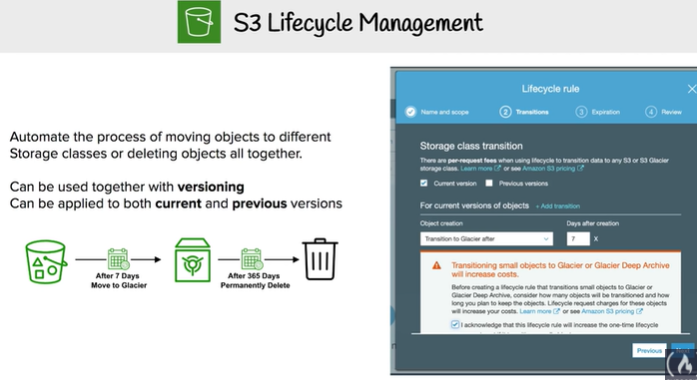 S3 Lifecycle Management
Automate the process of moving objects to different
Storage classes or deleting objects all together.
Can be used together with versioning
Can be applied to both current and previous versions
After 7 Days
Move to Glacier
After 365 Days
Permanently Delete
Lifecycle rule
Name and scope
2 Transitions
3 Expiration
4 Review
Storage class transition
There are per-request fees when using lifecycle to transition data to any S3 or S3 Glacier
storage class. Learn more or see Amazon S3 pricing
Current version
Previous versions
For current versions of objects + Add transition
Object creation
Days after creation
Transition to Glacier after
7 X
Transitioning small objects to Glacier or Glacier Deep Archive
will increase costs.
Before creating a lifecycle rule that transitions small objects to Glacier or
Glacier Deep Archive, consider how many objects will be transitioned and how
long you plan to keep the objects. Lifecycle request charges for these objects
will increase your costs. Learn more or see Amazon S3 pricing
I acknowledge that this lifecycle rule will increase the one-time lifecycle
Previous